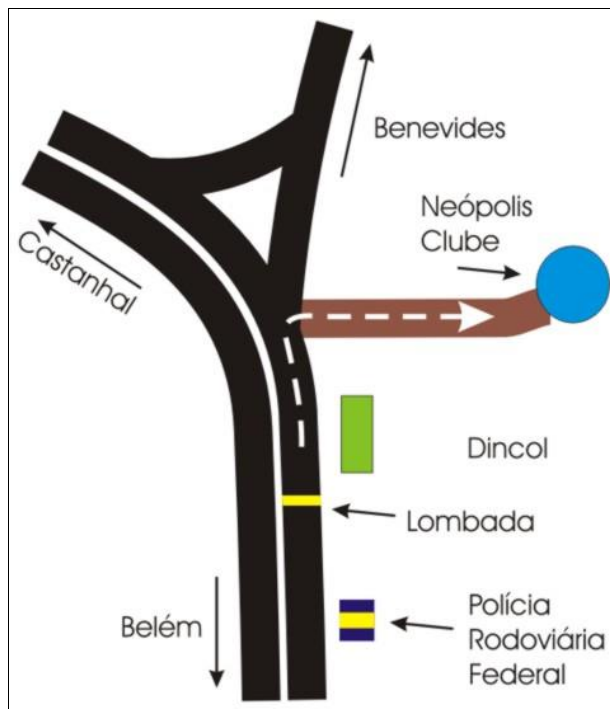 Benevides
Neópolis
Clube
Castanhal
Dincol
Lombada
Belém
Polícia
Rodoviária
Federal